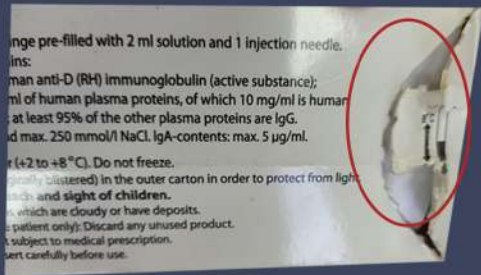 nge pre-filled with 2 ml solution and 1 injection needle.
ins:
man anti-D (RH) immunoglobulin (active substance);
ml of human plasma proteins, of which 10 mg/ml is human
; at least 95% of the other plasma proteins are IgG.
d max. 250 mmol/l NaCl. IgA-contents: max. 5 µg/ml.
r (+2 to +8°C). Do not freeze.
blistered) in the outer carton in order to protect from light
and sight of children.
which are cloudy or have deposits.
patient only): Discard any unused product.
t subject to medical prescription.
sert carefully before use.